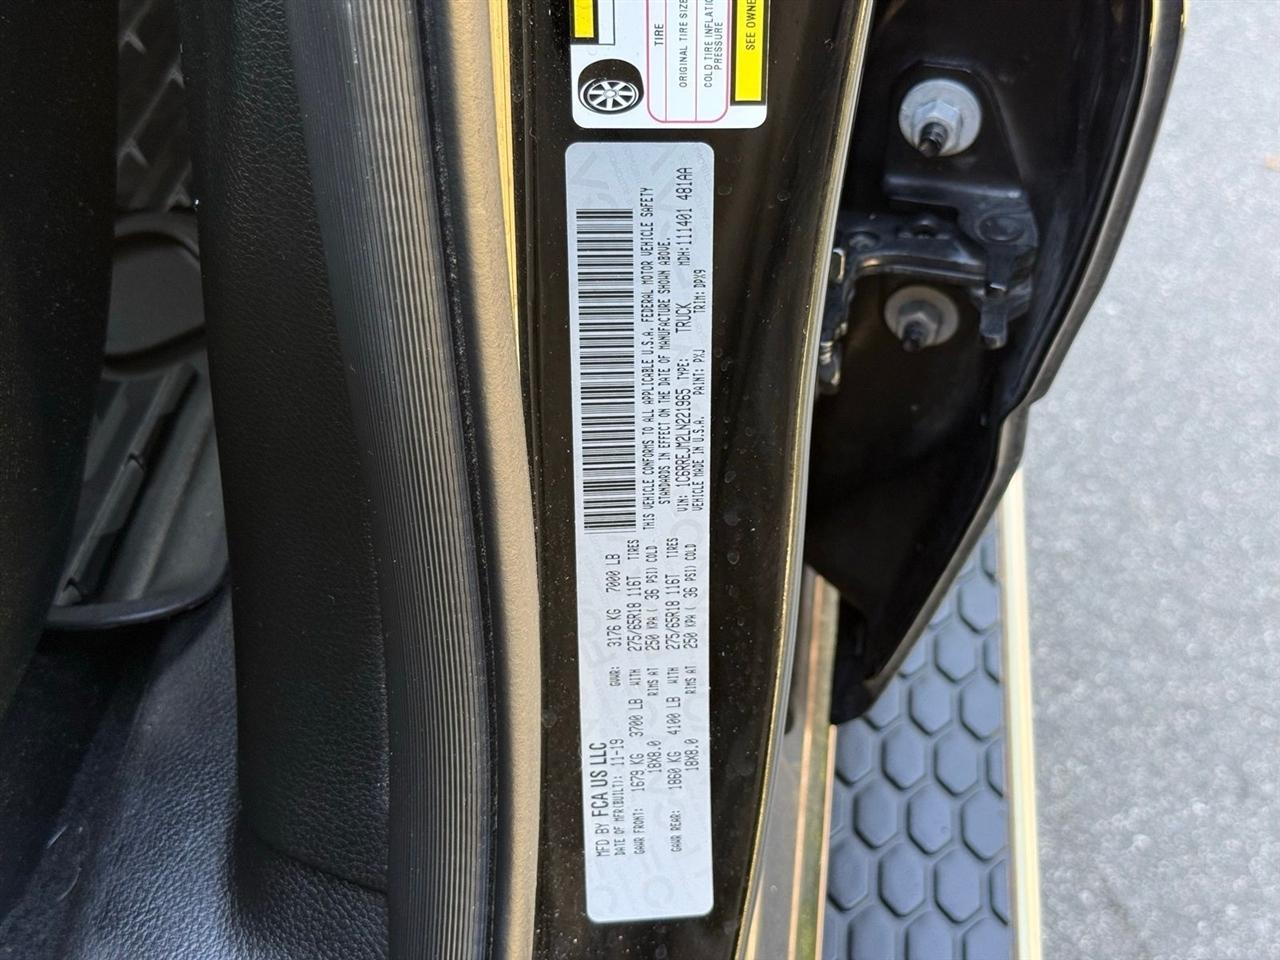 TIRE
ORIGINAL TIRE SIZE
COLD TIRE INFLATIO
PRESSURE
SEE OWNE
MFD BY FCA US LLC
DATE OF MFR(BUILT): 11-19 GVWR: 3176 KG 7000 LB
GAWR FRONT: 1679 KG 3700 LB WITH 275/65R18 116T TIRES
18X8.0 RIMS AT 250 KPA ( 36 PSI) COLD
GAWR REAR: 1860 KG 4100 LB WITH 275/65R18 116T TIRES
18X8.0 RIMS AT 250 KPA ( 36 PSI) COLD
THIS VEHICLE CONFORMS TO ALL APPLICABLE U.S.A. FEDERAL MOTOR VEHICLE SAFETY
STANDARDS IN EFFECT ON THE DATE OF MANUFACTURE SHOWN ABOVE.
VIN: 1C6RREJM2LN221965 TYPE: TRUCK MDH:111401 481AA
VEHICLE MADE IN U.S.A. PAINT: PXJ TRIM: DPX9